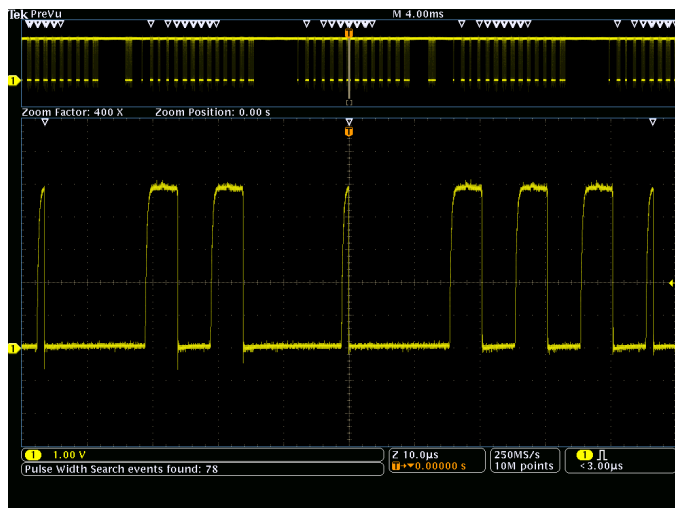 Tek PreVu M 4.00ms
1
Zoom Factor: 400 X Zoom Position: 0.00 s
T
1
1 1.00 V
Z 10.0µs
T→▼0.00000 s
250MS/s
10M points
1
<3.00µs
Pulse Width Search events found: 78